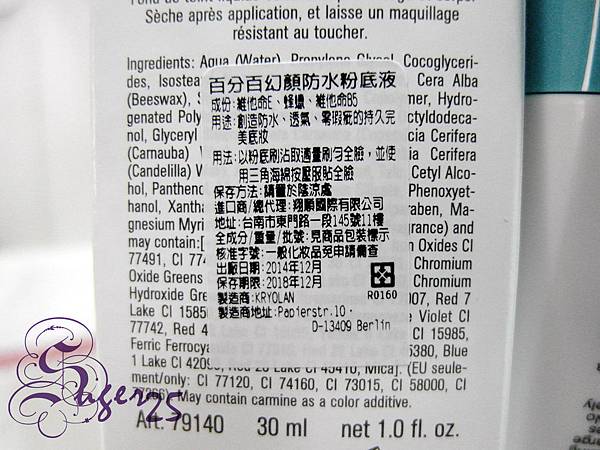 Sèche après application, et laisse un maquillage
résistant au toucher.
Ingredients: Aqua (Water), Propylene Glycol, Cocoglyceri-
des, Isostea
Cera Alba
(Beeswax), S
mer, Hydro-
genated Poly
ctyldodeca-
nol, Glyceryl
cia Cerifera
(Carnauba)
Cerifera
(Candelilla) W
Cetyl Alco-
hol, Panthenol
Phenoxyet-
hanol, Xantha
raben, Ma-
gnesium Myri
grance) and
may contain:[
n Oxides CI
77491, CI 77
Chromium
Oxide Greens
Chromium
Hydroxide Gre
007, Red 7
Lake CI 1585
e Violet CI
77742, Red 4
CI 15985,
Ferric Ferrocya
5380, Blue
1 Lake CI 4209
Lake CI 45410, Mica]. (EU seule-
ment/only: CI 77120, CI 74160, CI 73015, CI 58000, CI
May contain carmine as a color additive.
Art. 79140 30 ml net 1.0 fl. oz.
百分百幻顏防水粉底液
成份:維他命E、蜂蠟、維他命B5
用途:創造防水、透氣、零瑕疵的持久完
美底妝
用法:以粉底刷沾取適量刷勻全臉,並使
用三角海綿按壓服貼全臉
保存方法:請置於陰涼處
進口商/總代理:翔順國際有限公司
地址:台南市東門路一段145號11樓
全成分/重量/批號:見商品包裝標示
核准字號:一般化妝品免申請備查
出廠日期:2014年12月
保存期限:2018年12月
R0160
製造商:KRYOLAN
製造商地址:Papierstr.10,
D-13409 Berlin
Suger25